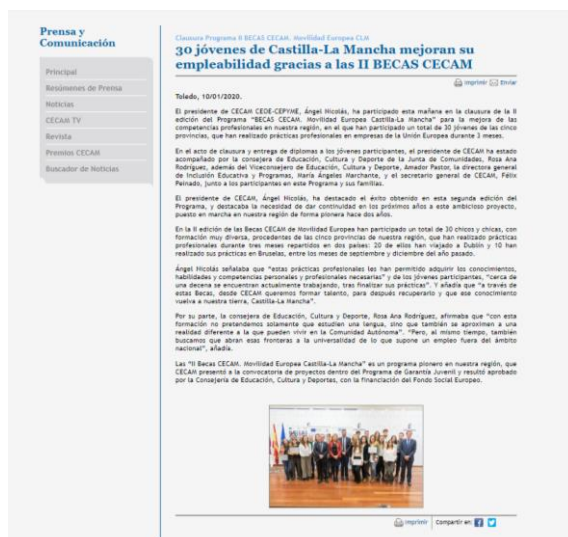 Prensa y
Comunicación
Principal
Resúmenes de Prensa
Noticias
CECAM TV
Revista
Premios CECAM
Buscador de Noticias
Clausura Programa II BECAS CECAM. Movilidad Europea CLM
30 jóvenes de Castilla-La Mancha mejoran su
empleabilidad gracias a las II BECAS CECAM
Imprimir Enviar
Toledo, 10/01/2020.
El presidente de CECAM CEOE-CEPYME, Ángel Nicolás, ha participado esta mañana en la clausura de la II
edición del Programa "BECAS CECAM. Movilidad Europea Castilla-La Mancha" para la mejora de las
competencias profesionales en nuestra región, en el que han participado un total de 30 jóvenes de las cinco
provincias, que han realizado prácticas profesionales en empresas de la Unión Europea durante 3 meses.
En el acto de clausura y entrega de diplomas a los jóvenes participantes, el presidente de CECAM ha estado
acompañado por la consejera de Educación, Cultura y Deporte de la Junta de Comunidades, Rosa Ana
Rodríguez, además del Viceconsejero de Educación, Cultura y Deporte, Amador Pastor, la directora general
de Inclusión Educativa y Programas, María Ángeles Marchante, y el secretario general de CECAM, Félix
Peinado, junto a los participantes en este Programa y sus familias.
El presidente de CECAM, Ángel Nicolás, ha destacado el éxito obtenido en esta segunda edición del
Programa, y destacaba la necesidad de dar continuidad en los próximos años a este ambicioso proyecto,
puesto en marcha en nuestra región de forma pionera hace dos años.
En la II edición de las Becas CECAM de Movilidad Europea han participado un total de 30 chicos y chicas, con
formación muy diversa, procedentes de las cinco provincias de nuestra región, que han realizado prácticas
profesionales durante tres meses repartidos en dos países: 20 de ellos han viajado a Dublín y 10 han
realizado sus prácticas en Bruselas, entre los meses de septiembre y diciembre del año pasado.
Ángel Nicolás señalaba que "estas prácticas profesionales les han permitido adquirir los conocimientos,
habilidades y competencias personales y profesionales necesarias" y de los jóvenes participantes, "cerca de
una decena se encuentran actualmente trabajando, tras finalizar sus prácticas". Y añadía que "a través de
estas Becas, desde CECAM queremos formar talento, para después recuperarlo y que ese conocimiento
vuelva a nuestra tierra, Castilla-La Mancha".
Por su parte, la consejera de Educación, Cultura y Deporte, Rosa Ana Rodríguez, afirmaba que "con esta
formación no pretendemos solamente que estudien una lengua, sino que también se aproximen a una
realidad diferente a la que pueden vivir en la Comunidad Autónoma". "Pero, al mismo tiempo, también
buscamos que abran esas fronteras a la universalidad de lo que supone un empleo fuera del ámbito
nacional", añadía.
Las "II Becas CECAM. Movilidad Europea Castilla-La Mancha" es un programa pionero en nuestra región, que
CECAM presentó a la convocatoria de proyectos dentro del Programa de Garantía Juvenil y resultó aprobado
por la Consejería de Educación, Cultura y Deportes, con la financiación del Fondo Social Europeo.
Imprimir Compartir en: